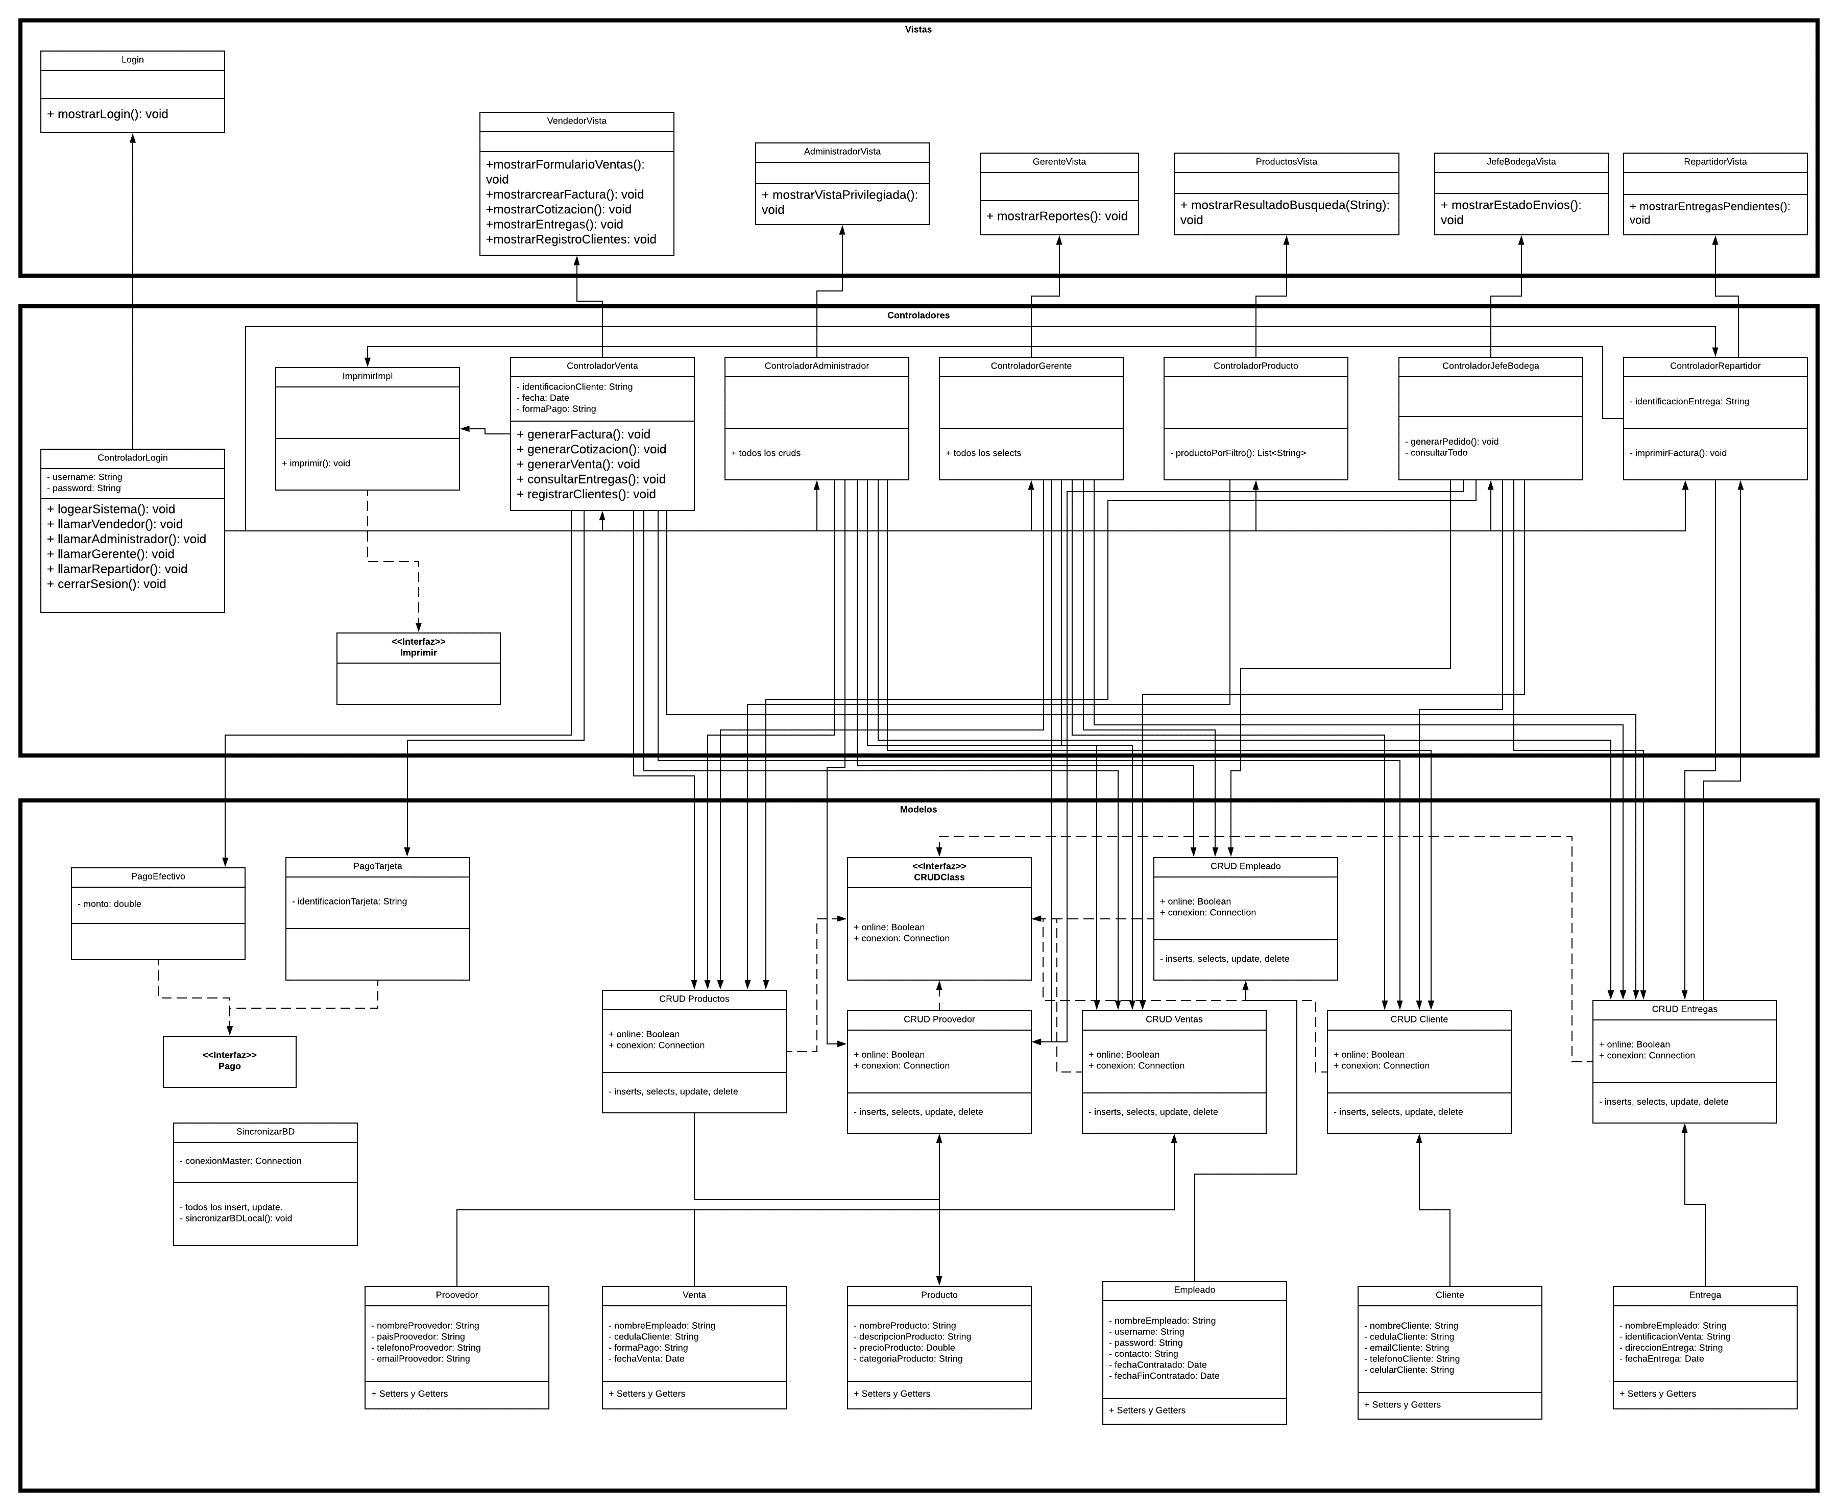 Vistas
Login
+ mostrarLogin(): void
VendedorVista
+mostrarFormularioVentas():
void
+mostrarcrearFactura(): void
+mostrarCotizacion(): void
+mostrarEntregas(): void
+mostrarRegistroClientes: void
AdministradorVista
+ mostrarVistaPrivilegiada():
void
GerenteVista
+ mostrarReportes(): void
ProductosVista
+ mostrarResultadoBusqueda(String):
void
JefeBodegaVista
+ mostrarEstadoEnvios():
void
RepartidorVista
+ mostrarEntregasPendientes():
void
Controladores
ControladorLogin
- username: String
- password: String
+ logearSistema(): void
+ llamarVendedor(): void
+ llamarAdministrador(): void
+ llamarGerente(): void
+ llamarRepartidor(): void
+ cerrarSesion(): void
ImprimirImpl
+ imprimir(): void
<<Interfaz>>
Imprimir
ControladorVenta
- identificacionCliente: String
- fecha: Date
- formaPago: String
+ generarFactura(): void
+ generarCotizacion(): void
+ generarVenta(): void
+ consultarEntregas(): void
+ registrarClientes(): void
ControladorAdministrador
+ todos los cruds
ControladorGerente
+ todos los selects
ControladorProducto
- productoPorFiltro(): List<String>
ControladorJefeBodega
- generarPedido(): void
- consultarTodo
ControladorRepartidor
- identificacionEntrega: String
- imprimirFactura(): void
Modelos
PagoEfectivo
- monto: double
PagoTarjeta
- identificacionTarjeta: String
<<Interfaz>>
Pago
SincronizarBD
- conexionMaster: Connection
- todos los insert, update.
- sincronizarBDLocal(): void
<<Interfaz>>
CRUDClass
+ online: Boolean
+ conexion: Connection
CRUD Empleado
+ online: Boolean
+ conexion: Connection
- inserts, selects, update, delete
CRUD Productos
+ online: Boolean
+ conexion: Connection
- inserts, selects, update, delete
CRUD Proovedor
+ online: Boolean
+ conexion: Connection
- inserts, selects, update, delete
CRUD Ventas
+ online: Boolean
+ conexion: Connection
- inserts, selects, update, delete
CRUD Cliente
+ online: Boolean
+ conexion: Connection
- inserts, selects, update, delete
CRUD Entregas
+ online: Boolean
+ conexion: Connection
- inserts, selects, update, delete
Proovedor
- nombreProovedor: String
- paisProovedor: String
- telefonoProovedor: String
- emailProovedor: String
+ Setters y Getters
Venta
- nombreEmpleado: String
- cedulaCliente: String
- formaPago: String
- fechaVenta: Date
+ Setters y Getters
Producto
- nombreProducto: String
- descripcionProducto: String
- precioProducto: Double
- categoriaProducto: String
+ Setters y Getters
Empleado
- nombreEmpleado: String
- username: String
- password: String
- contacto: String
- fechaContratado: Date
- fechaFinContratado: Date
+ Setters y Getters
Cliente
- nombreCliente: String
- cedulaCliente: String
- emailCliente: String
- telefonoCliente: String
- celularCliente: String
+ Setters y Getters
Entrega
- nombreEmpleado: String
- identificacionVenta: String
- direccionEntrega: String
- fechaEntrega: Date
+ Setters y Getters